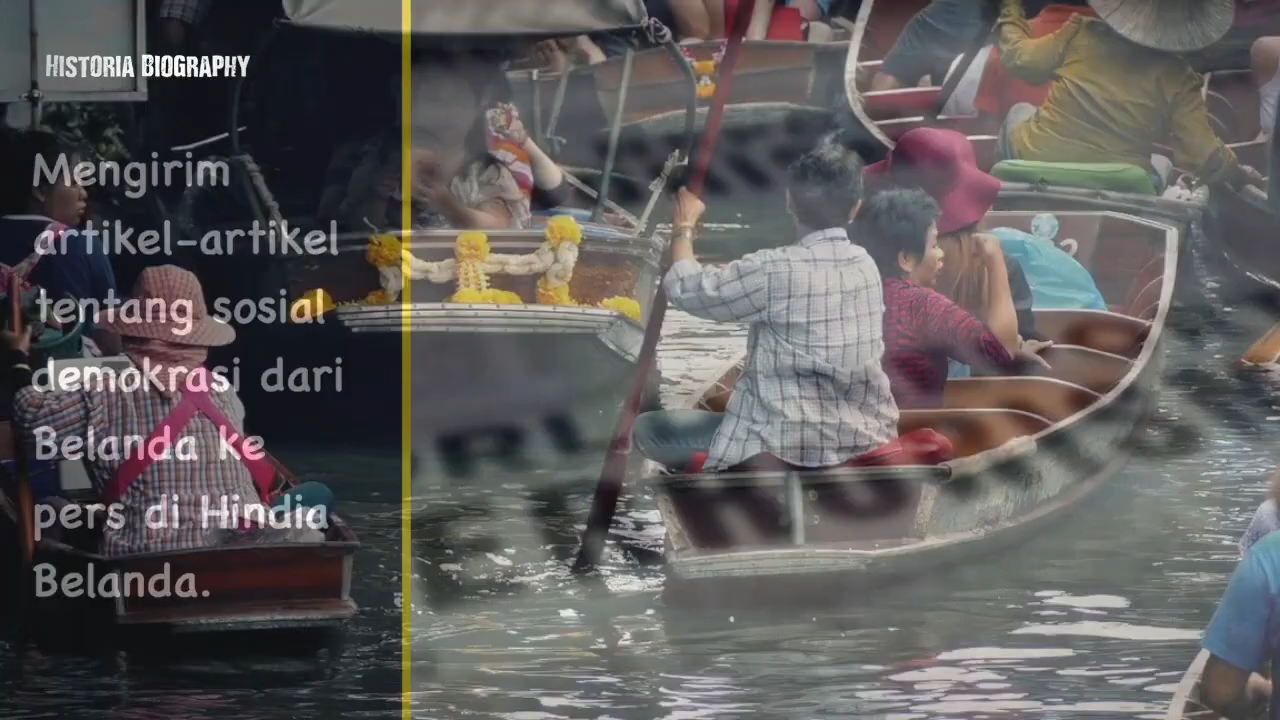 HISTORIA BIOGRAPHY
Mengirim
artikel-artikel
tentang sosial
demokrasi dari
Belanda ke
pers di Hindia
Belanda.